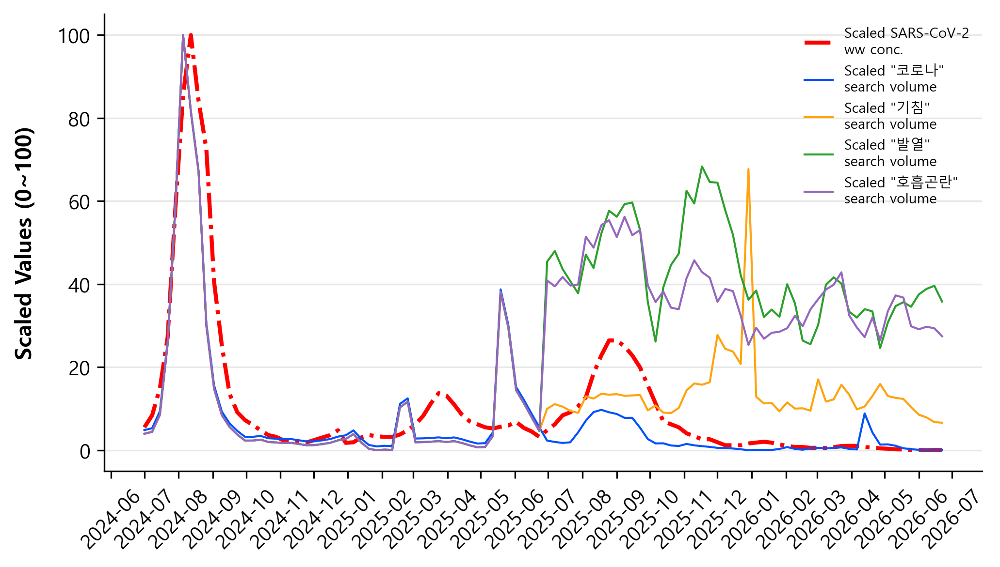 100
80
60
40
20
0
Scaled Values (0~100)
Scaled SARS-CoV-2
ww conc.
Scaled "코로나"
search volume
Scaled "기침"
search volume
Scaled "발열"
search volume
Scaled "호흡곤란"
search volume
2024-06
2024-07
2024-08
2024-09
2024-10
2024-11
2024-12
2025-01
2025-02
2025-03
2025-04
2025-05
2025-06
2025-07
2025-08
2025-09
2025-10
2025-11
2025-12
2026-01
2026-02
2026-03
2026-04
2026-05
2026-06
2026-07